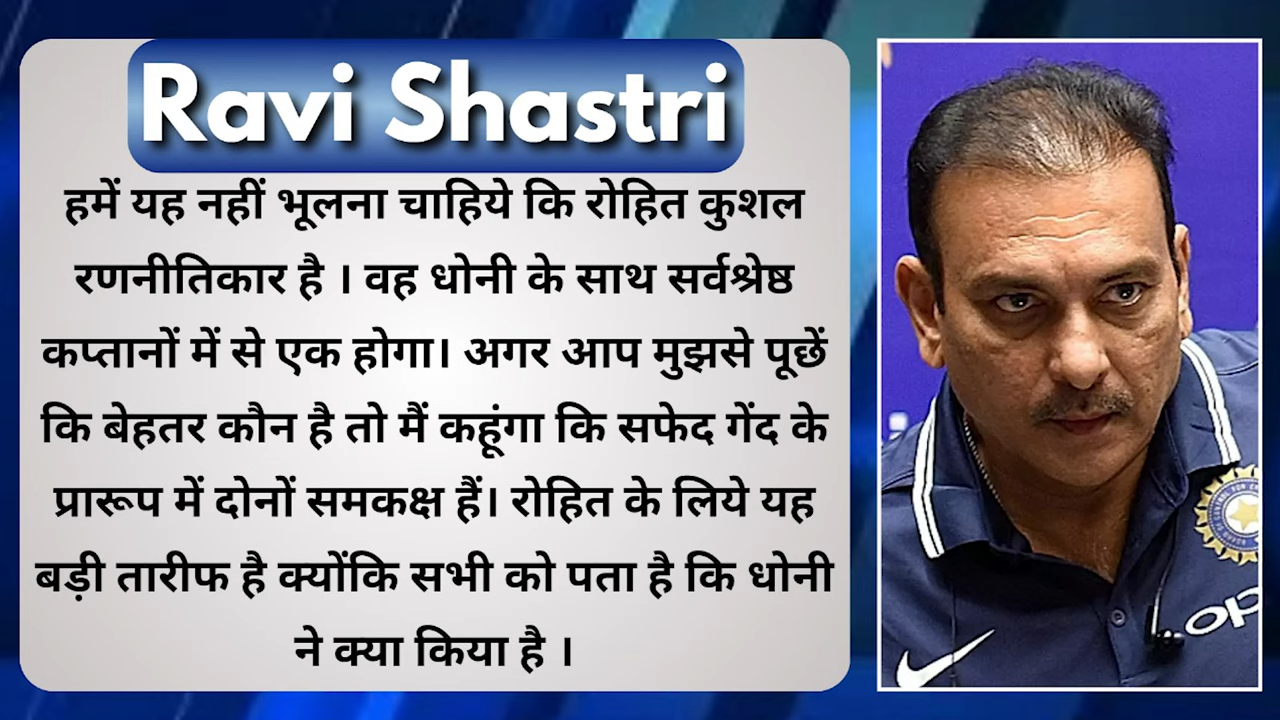 Ravi Shastri
हमें यह नहीं भूलना चाहिये कि रोहित कुशल
रणनीतिकार है । वह धोनी के साथ सर्वश्रेष्ठ
कप्तानों में से एक होगा। अगर आप मुझसे पूछें
कि बेहतर कौन है तो मैं कहूंगा कि सफेद गेंद के
प्रारूप में दोनों समकक्ष हैं। रोहित के लिये यह
बड़ी तारीफ है क्योंकि सभी को पता है कि धोनी
ने क्या किया है ।
op